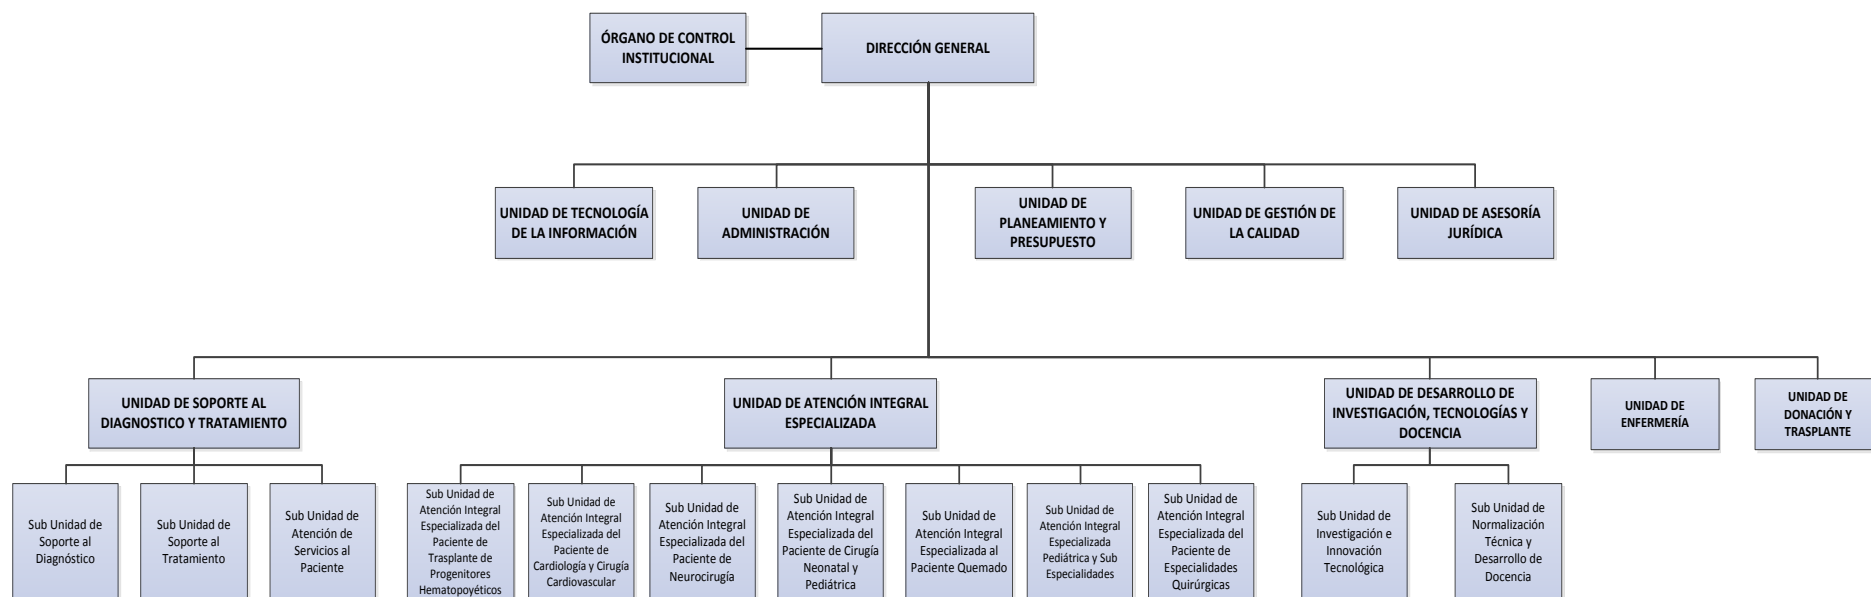 ÓRGANO DE CONTROL
INSTITUCIONAL
DIRECCIÓN GENERAL
UNIDAD DE TECNOLOGÍA
DE LA INFORMACIÓN
UNIDAD DE
ADMINISTRACIÓN
UNIDAD DE
PLANEAMIENTO Y
PRESUPUESTO
UNIDAD DE GESTIÓN DE
LA CALIDAD
UNIDAD DE ASESORÍA
JURÍDICA
UNIDAD DE SOPORTE AL
DIAGNOSTICO Y TRATAMIENTO
UNIDAD DE ATENCIÓN INTEGRAL
ESPECIALIZADA
UNIDAD DE DESARROLLO DE
INVESTIGACIÓN, TECNOLOGÍAS Y
DOCENCIA
UNIDAD DE
ENFERMERÍA
UNIDAD DE
DONACIÓN Y
TRASPLANTE
Sub Unidad de
Soporte al
Diagnóstico
Sub Unidad de
Soporte al
Tratamiento
Sub Unidad de
Atención de
Servicios al
Paciente
Sub Unidad de
Atención Integral
Especializada del
Paciente de
Trasplante de
Progenitores
Hematopoyéticos
Sub Unidad de
Atención Integral
Especializada del
Paciente de
Cardiología y Cirugía
Cardiovascular
Sub Unidad de
Atención Integral
Especializada del
Paciente de
Neurocirugía
Sub Unidad de
Atención Integral
Especializada del
Paciente de Cirugía
Neonatal y
Pediátrica
Sub Unidad de
Atención Integral
Especializada al
Paciente Quemado
Sub Unidad de
Atención Integral
Especializada
Pediátrica y Sub
Especialidades
Sub Unidad de
Atención Integral
Especializada del
Paciente de
Especialidades
Quirúrgicas
Sub Unidad de
Investigación e
Innovación
Tecnológica
Sub Unidad de
Normalización
Técnica y
Desarrollo de
Docencia